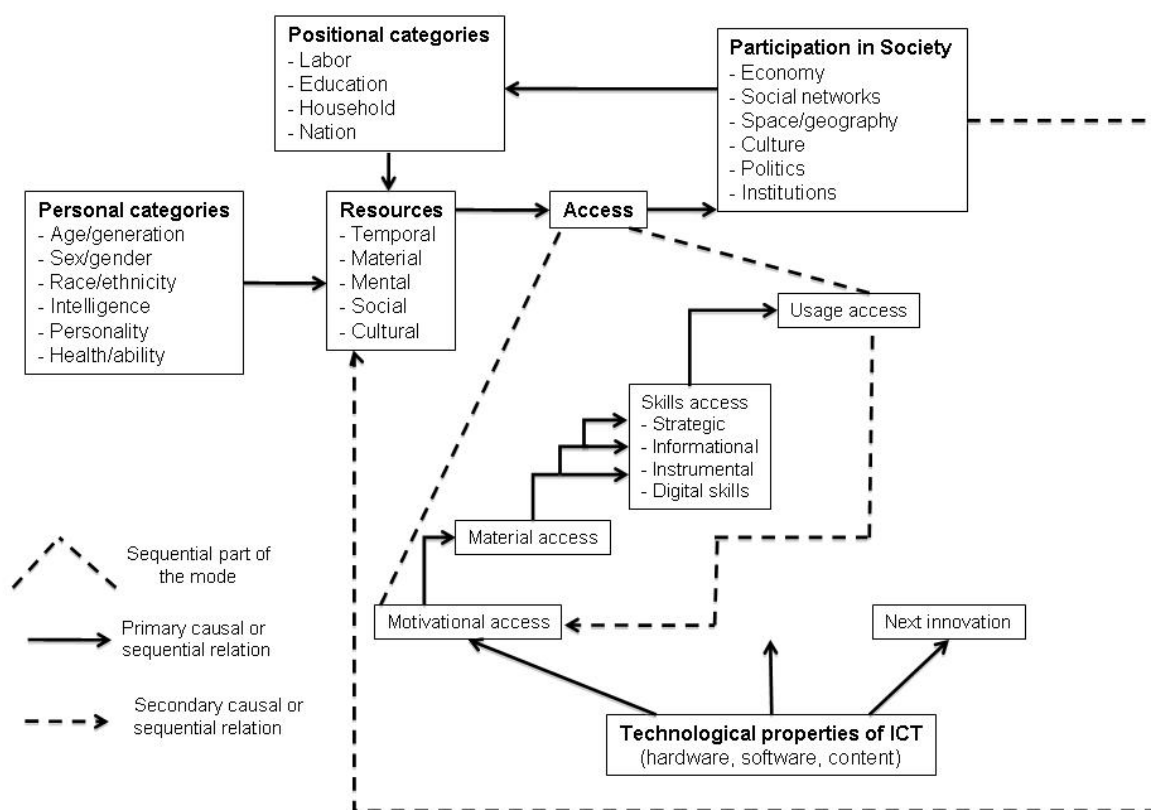 Positional categories
- Labor
- Education
- Household
- Nation
Participation in Society
- Economy
- Social networks
- Space/geography
- Culture
- Politics
- Institutions
Personal categories
- Age/generation
- Sex/gender
- Race/ethnicity
- Intelligence
- Personality
- Health/ability
Resources
- Temporal
- Material
- Mental
- Social
- Cultural
Access
Usage access
Skills access
- Strategic
- Informational
- Instrumental
- Digital skills
Material access
Motivational access
Next innovation
Technological properties of ICT
(hardware, software, content)
Sequential part of
the mode
Primary causal or
sequential relation
Secondary causal or
sequential relation